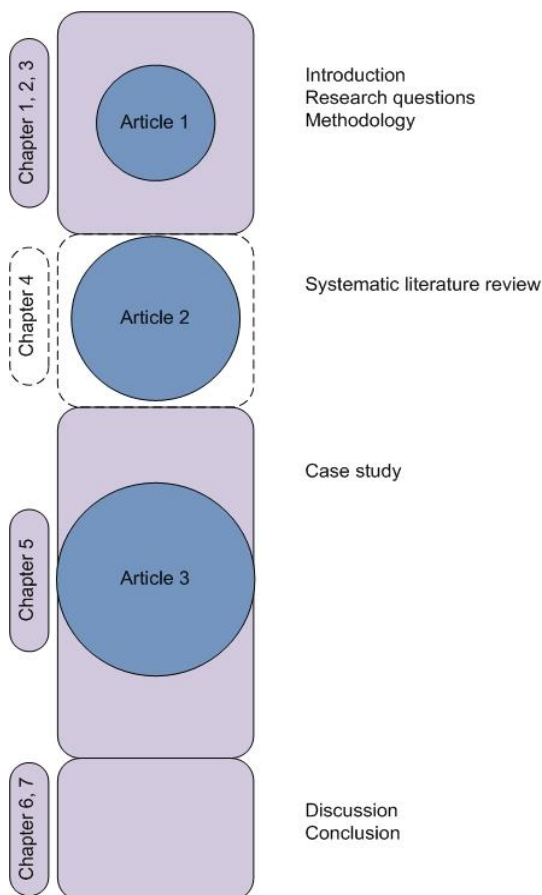 Chapter 1, 2, 3
Article 1
Introduction
Research questions
Methodology
Chapter 4
Article 2
Systematic literature review
Chapter 5
Article 3
Case study
Chapter 6, 7
Discussion
Conclusion